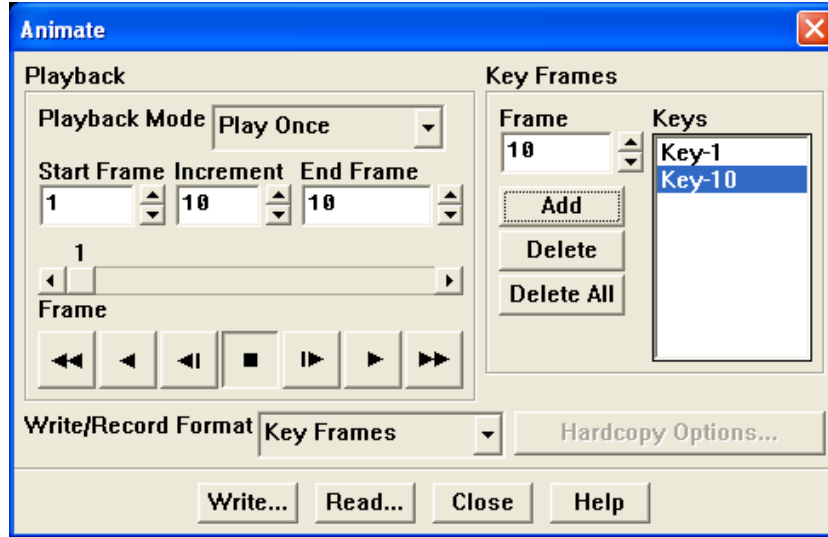 Animate
Playback
Playback Mode Play Once
Start Frame Increment End Frame
1 10 10
1
Frame
Key Frames
Frame Keys
10 Key-1
Key-10
Add
Delete
Delete All
Write/Record Format Key Frames Hardcopy Options...
Write... Read... Close Help